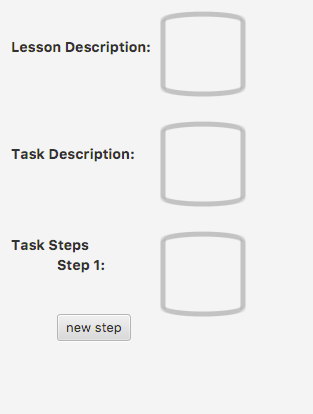 Lesson Description:
Task Description:
Task Steps
Step 1:
new step